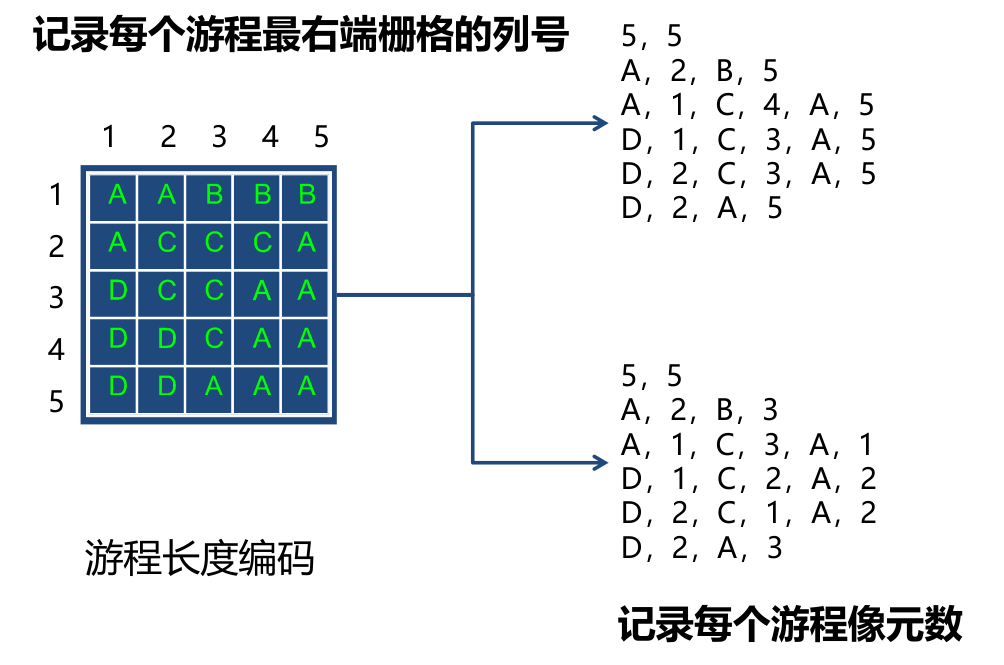 记录每个游程最右端栅格的列号
5，5
A，2，B，5
A，1，C，4，A，5
D，1，C，3，A，5
D，2，C，3，A，5
D，2，A，5
1 2 3 4 5
1 A A B B B
2 A C C C A
3 D C C A A
4 D D C A A
5 D D A A A
5，5
A，2，B，3
A，1，C，3，A，1
D，1，C，2，A，2
D，2，C，1，A，2
D，2，A，3
游程长度编码
记录每个游程像元数